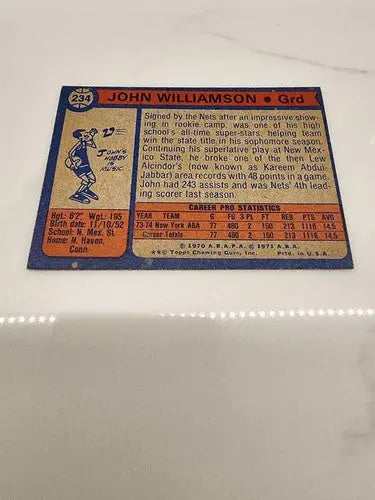 234 JOHN WILLIAMSON • Grd
JOHN'S
HOBBY
IS
MUSIC
Signed by the Nets after an impressive show-
ing in rookie camp, was one of his high
school's all-time super-stars, helping team win
the state title in his sophomore season.
Continuing his superlative play at New Mex-
ico State, he broke one of the then Lew
Alcindor's (now known as Kareem Abdul-
Jabbar) area records with 48 points in a game.
John had 243 assists and was Nets' 4th
leading scorer last season.
Hgt: 6'2" Wgt: 195
Birth date: 11/10/52
School: N. Mex. St.
Home: N. Haven,
Conn.
CAREER PRO STATISTICS
YEAR TEAM G FG 3 PL FT PTS AVG
73-74 New York ABA 77 480 2 150 213 1116 14.5
Career Totals 77 480 2 150 213 1116 14.5
© 1970 A.B.A.P.A. © 1971 A.B.A.
★® Topps Chewing Gum, Inc. Prtd. in U.S.A.